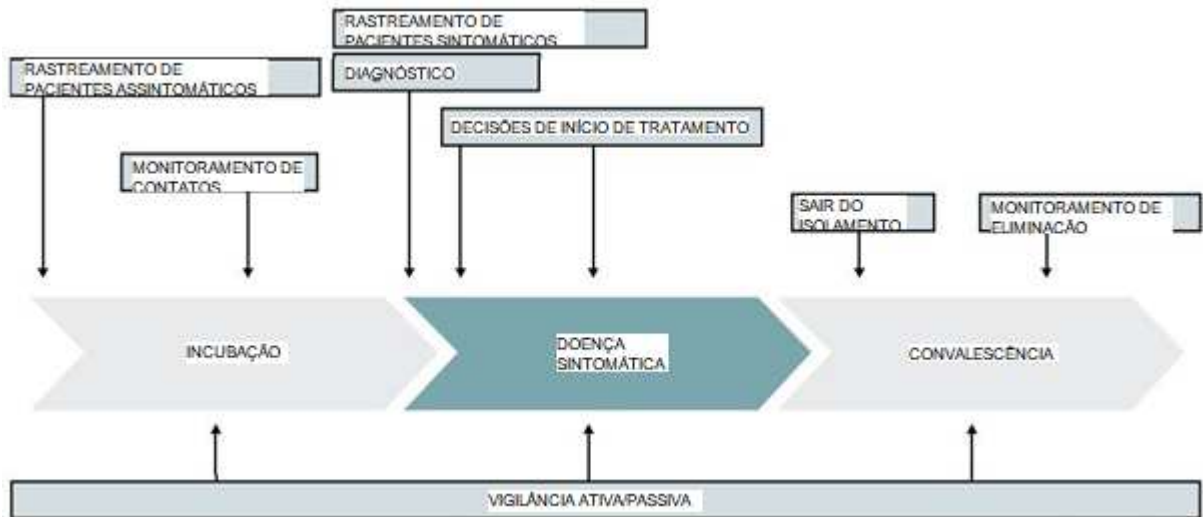 RASTREAMENTO DE
PACIENTES SINTOMÁTICOS
RASTREAMENTO DE
PACIENTES ASSINTOMÁTICOS
DIAGNÓSTICO
DECISÕES DE INÍCIO DE TRATAMENTO
MONITORAMENTO DE
CONTATOS
SAIR DO
ISOLAMENTO
MONITORAMENTO DE
ELIMINAÇÃO
INCUBAÇÃO
DOENÇA
SINTOMÁTICA
CONVALESCÊNCIA
VIGILÂNCIA ATIVA/PASSIVA